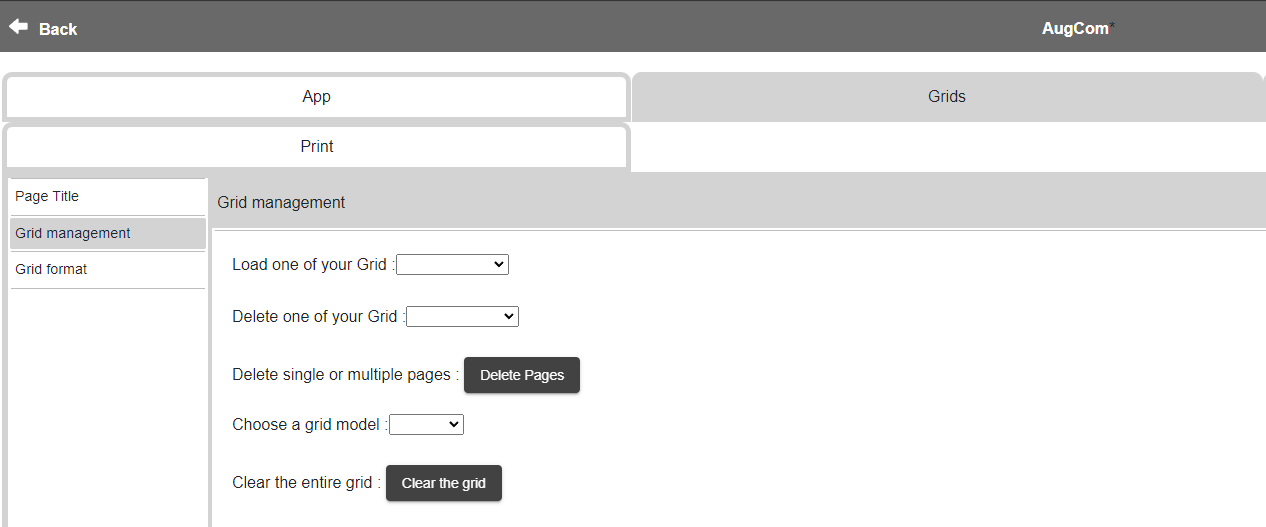 Back
AugCom*
App
Grids
Print
Page Title
Grid management
Grid format
Grid management
Load one of your Grid :
Delete one of your Grid :
Delete single or multiple pages : Delete Pages
Choose a grid model :
Clear the entire grid : Clear the grid